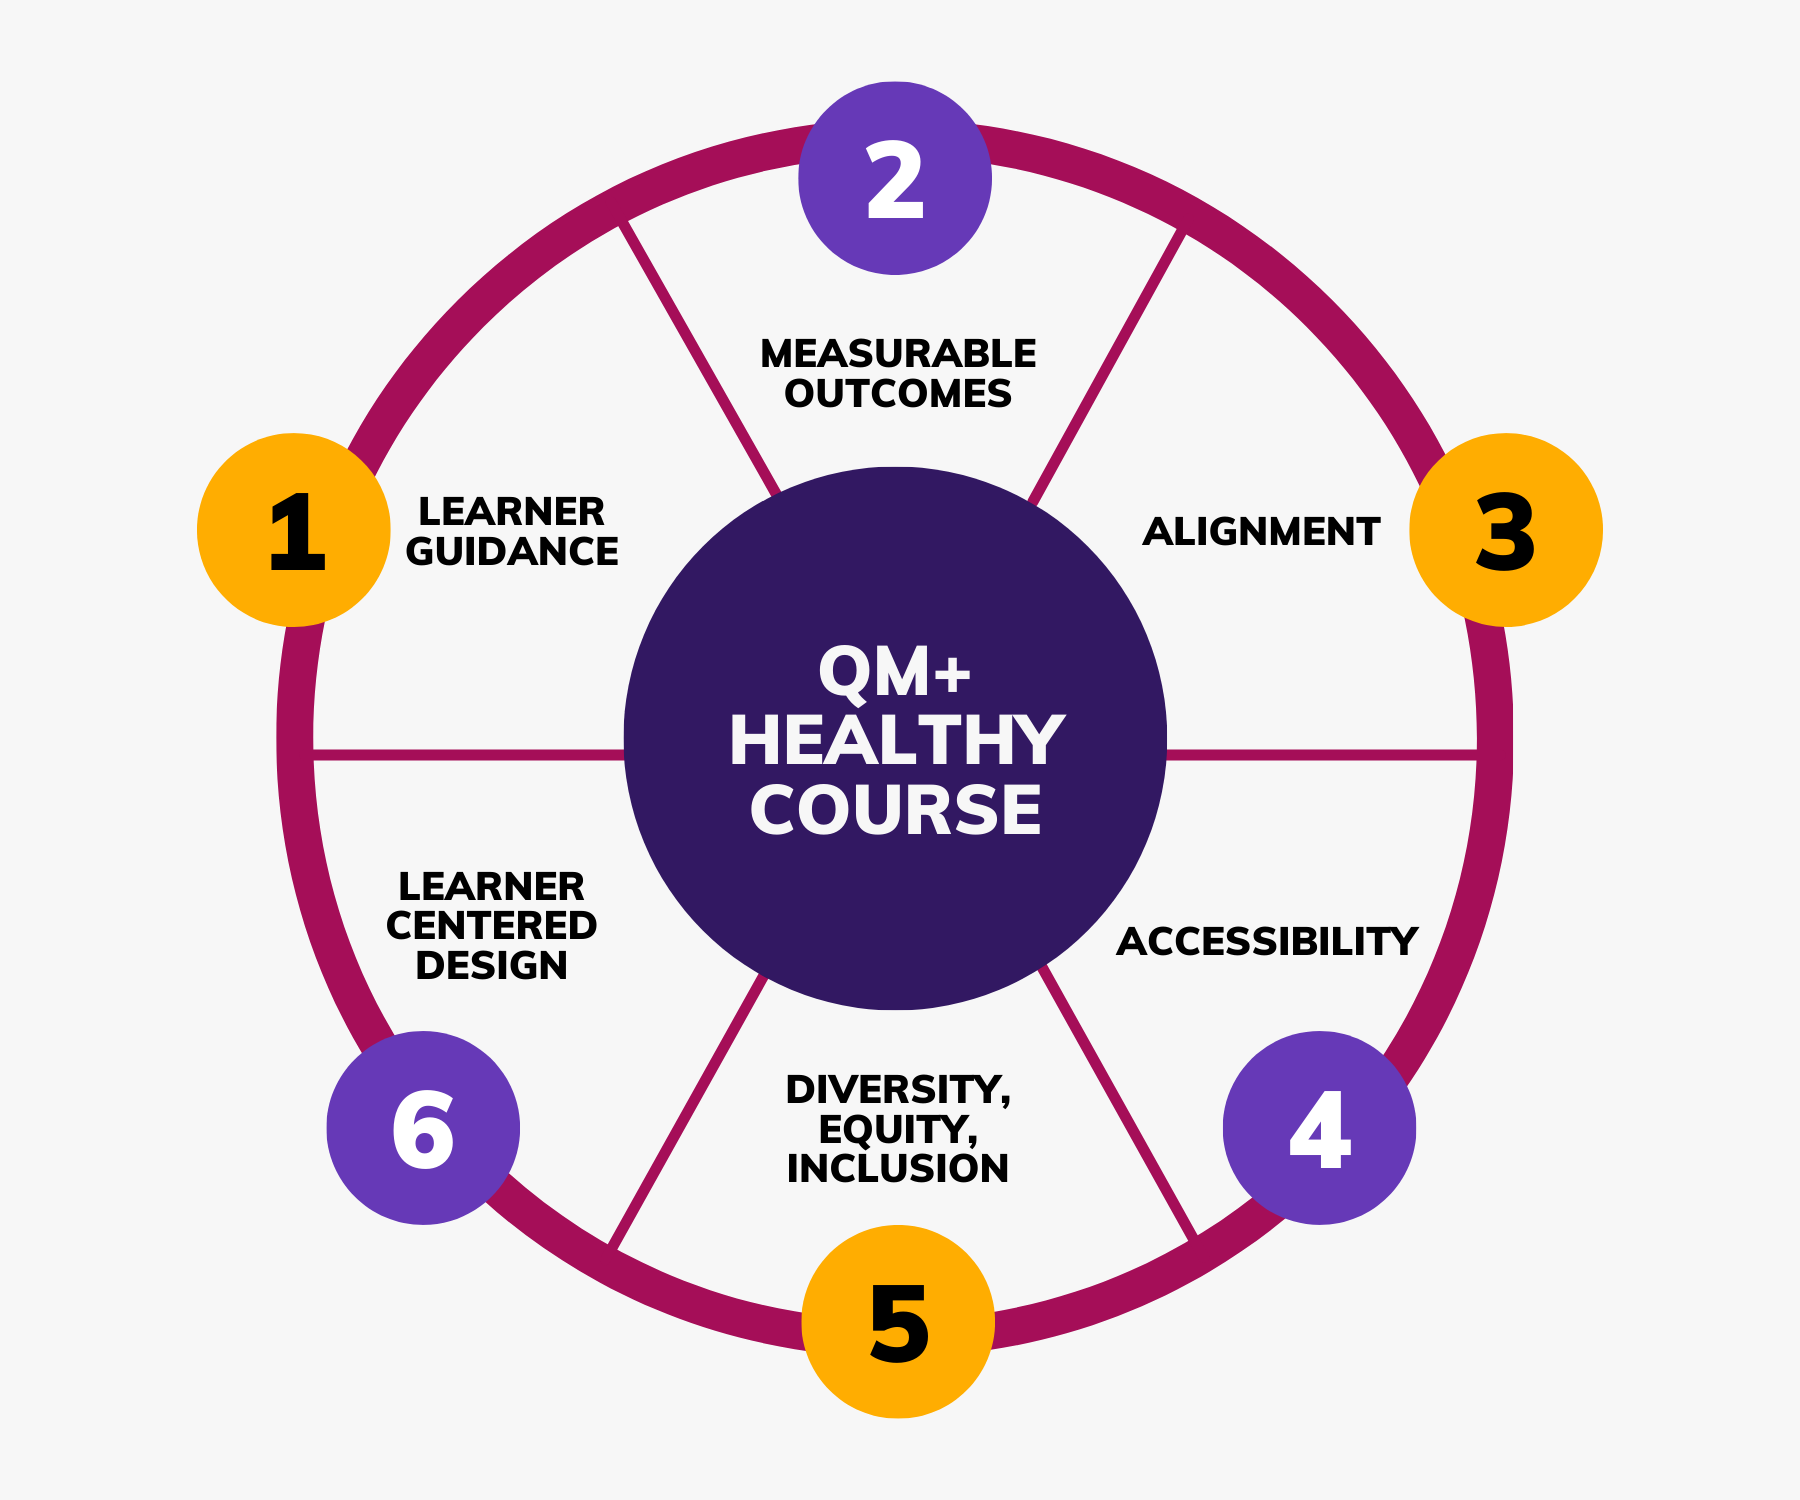 2
MEASURABLE
OUTCOMES
1
LEARNER
GUIDANCE
ALIGNMENT
3
QM+
HEALTHY
COURSE
LEARNER
CENTERED
DESIGN
6
ACCESSIBILITY
4
DIVERSITY,
EQUITY,
INCLUSION
5